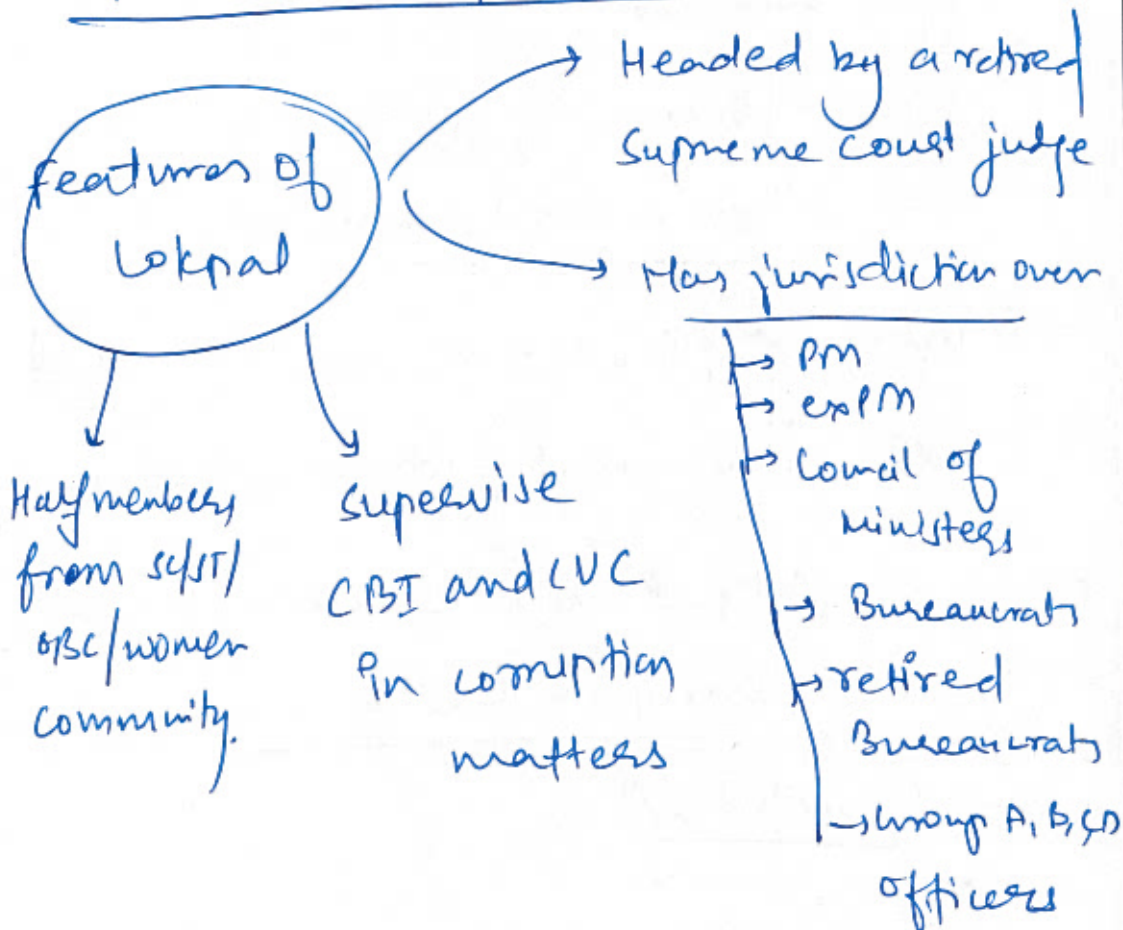 Features of
Lokpal
Headed by a retired
Supreme Court judge
Has jurisdiction over
PM
ex PM
Council of
Ministers
Bureaucrats
retired
Bureaucrats
Group A, B, C, D
officers
Half members
from SC/ST/
OBC/women
community.
Supervise
CBI and CVC
in corruption
matters